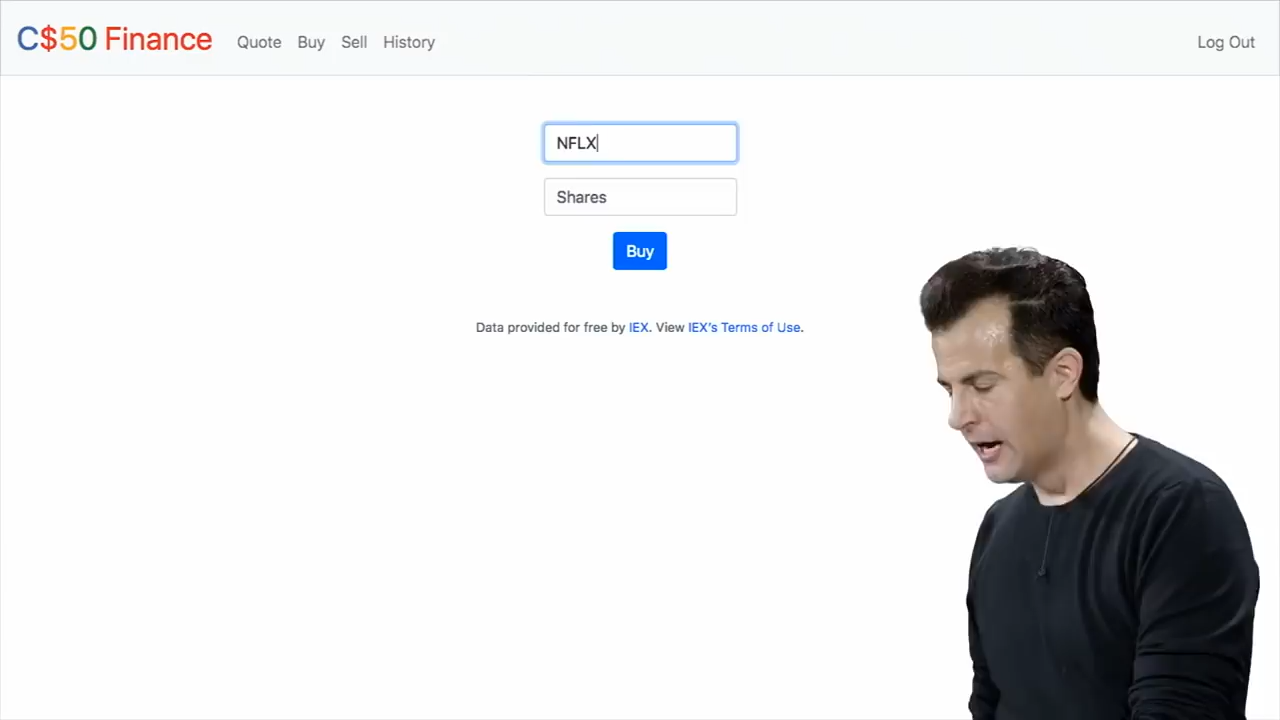 C$50 Finance Quote Buy Sell History Log Out
NFLX
Shares
Buy
Data provided for free by IEX. View IEX's Terms of Use.